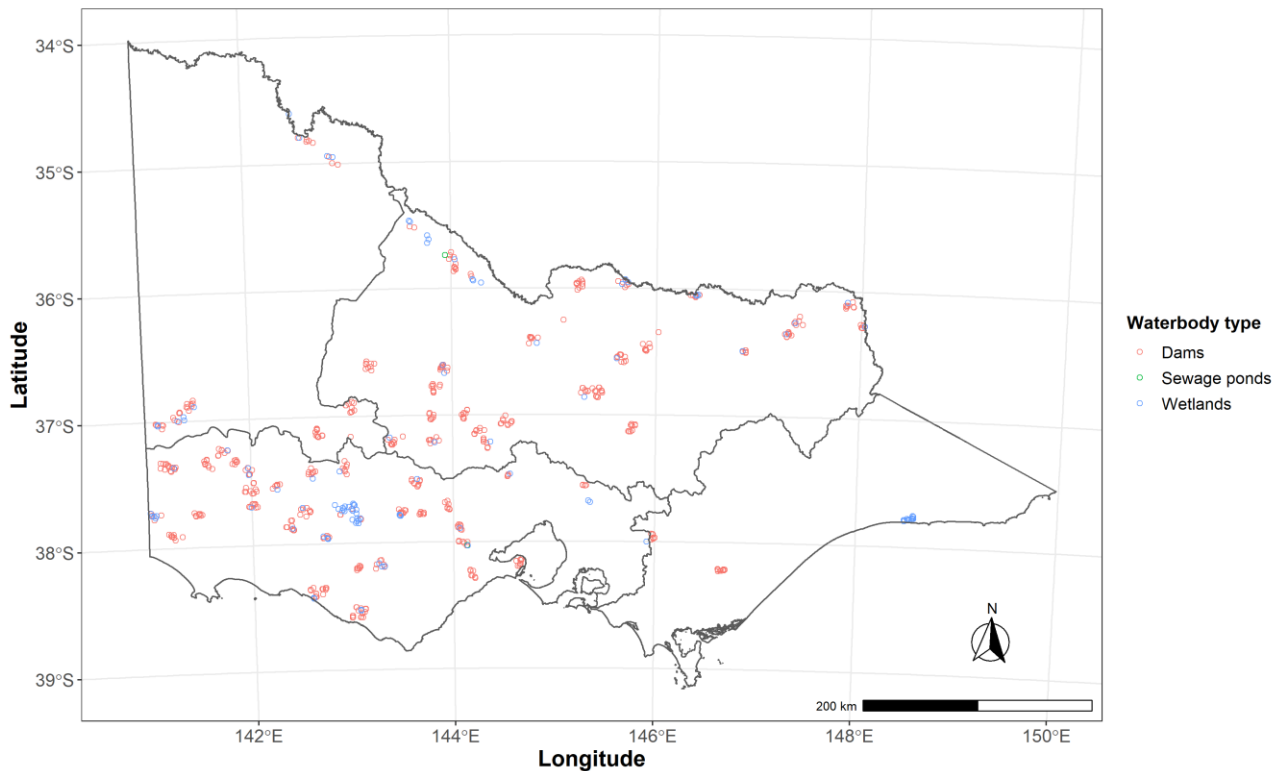 34°S
35°S
36°S
37°S
38°S
39°S
Latitude
142°E
144°E
146°E
148°E
150°E
Longitude
N
200 km
Waterbody type
Dams
Sewage ponds
Wetlands